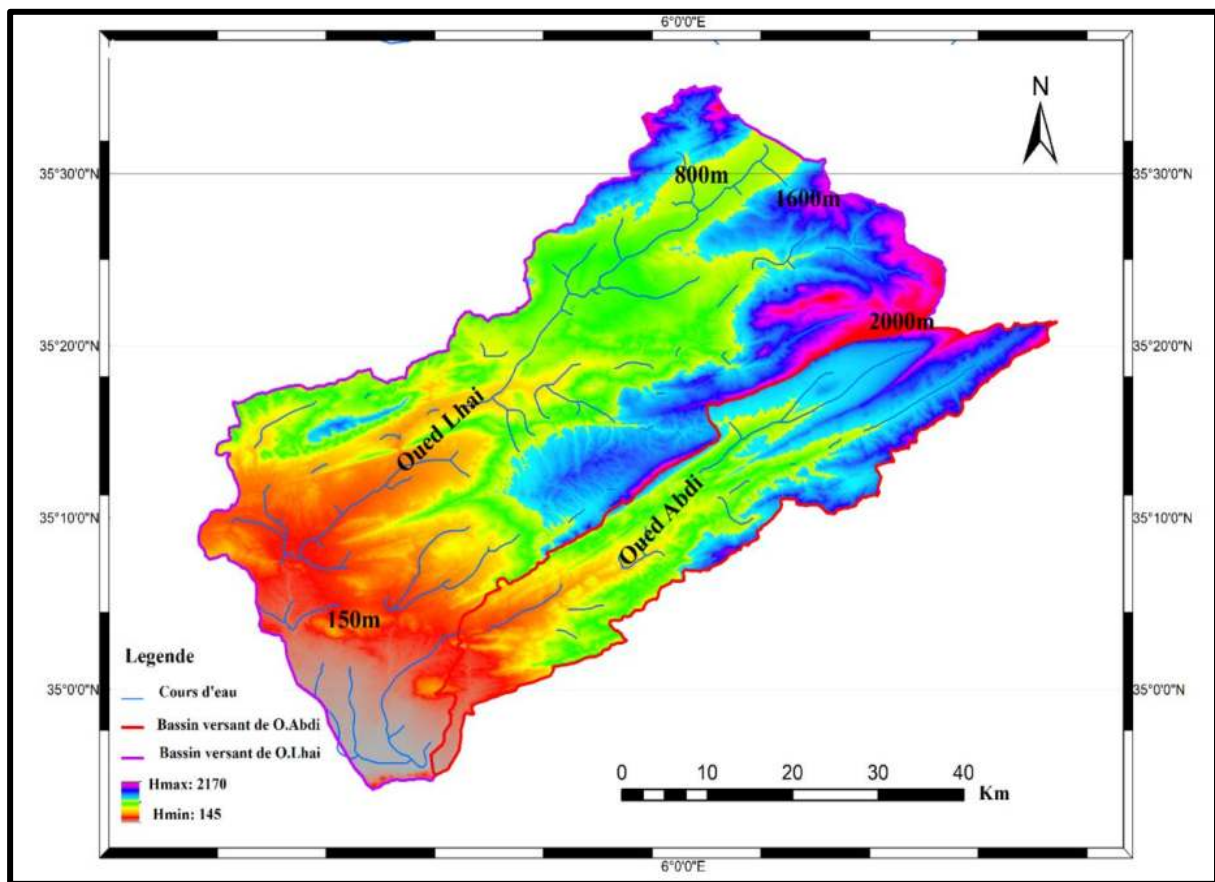 6°0'0"E
N
35°30'0"N
35°30'0"N
800m
1600m
2000m
35°20'0"N
35°20'0"N
Oued Lhai
Oued Abdi
35°10'0"N
35°10'0"N
150m
35°0'0"N
35°0'0"N
Legende
Cours d'eau
Bassin versant de O.Abdi
Bassin versant de O.Lhai
Hmax: 2170
Hmin: 145
0 10 20 30 40
Km
6°0'0"E